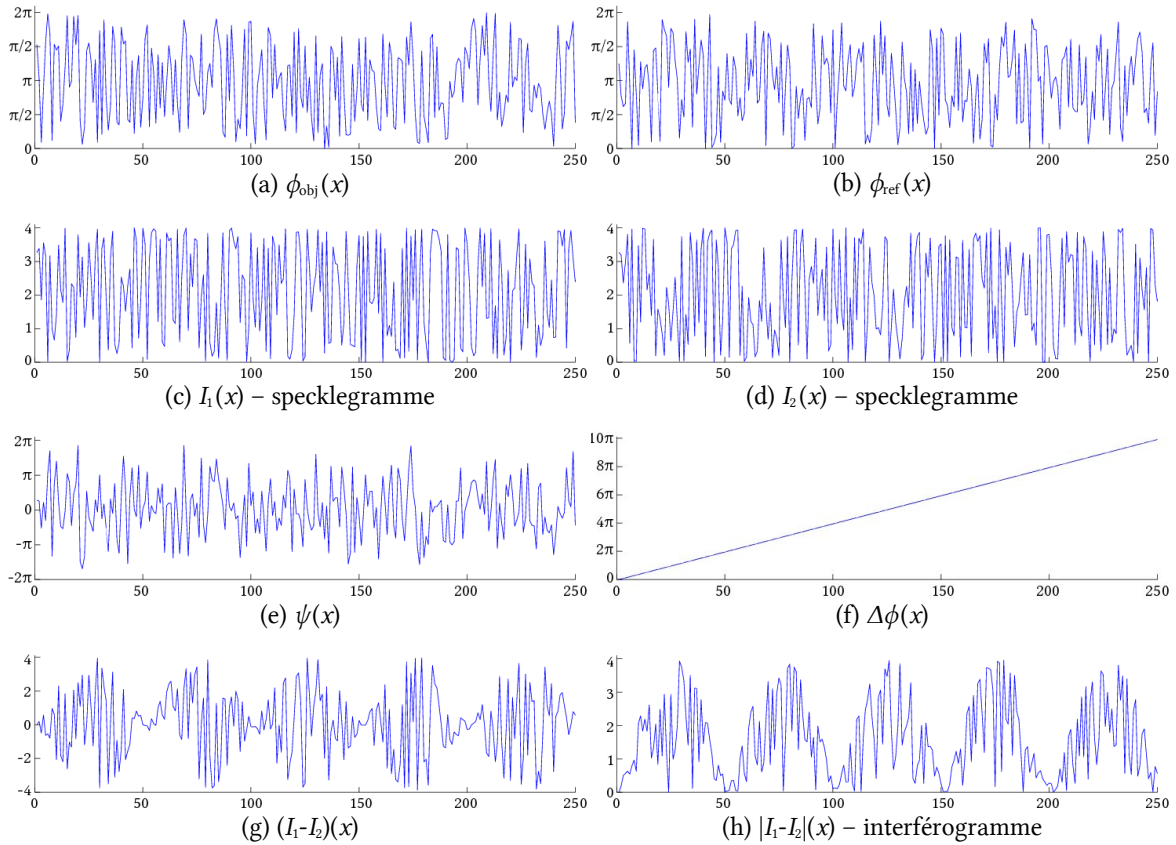 2π
π/2
π
π/2
0
0 50 100 150 200 250
(a) ϕobj(x)
2π
π/2
π
π/2
0
0 50 100 150 200 250
(b) ϕref(x)
4
3
2
1
0
0 50 100 150 200 250
(c) I₁(x) – specklegramme
4
3
2
1
0
0 50 100 150 200 250
(d) I₂(x) – specklegramme
2π
π
0
-π
-2π
0 50 100 150 200 250
(e) ψ(x)
10π
8π
6π
4π
2π
0
0 50 100 150 200 250
(f) Δϕ(x)
4
2
0
-2
-4
0 50 100 150 200 250
(g) (I₁-I₂)(x)
4
3
2
1
0
0 50 100 150 200 250
(h) |I₁-I₂|(x) – interférogramme